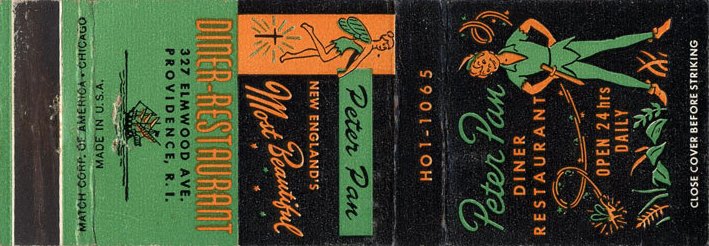 Peter Pan
DINER
RESTAURANT
OPEN 24 hrs
DAILY
CLOSE COVER BEFORE STRIKING
HO1-1065
Peter Pan
NEW ENGLAND'S
Most Beautiful
DINER-RESTAURANT
327 ELMWOOD AVE.
PROVIDENCE, R. I.
MADE IN U.S.A.
MATCH CORP. OF AMERICA · CHICAGO